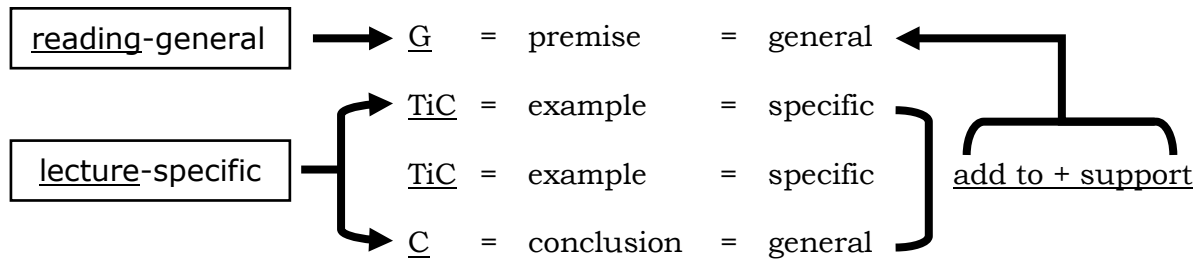 reading-general G = premise = general
TiC = example = specific
lecture-specific TiC = example = specific add to + support
C = conclusion = general